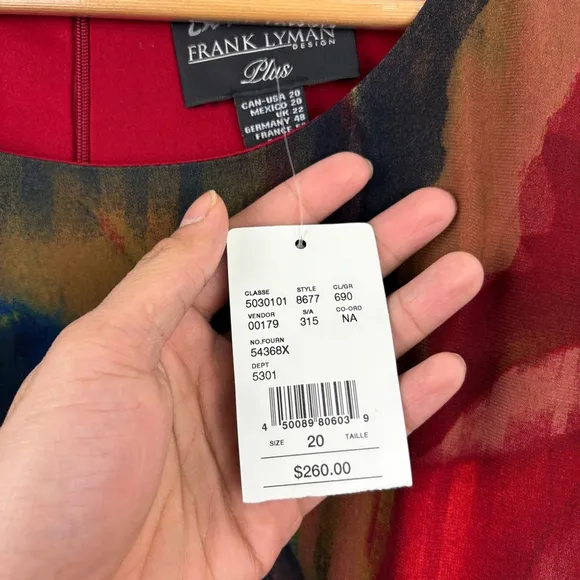 FRANK LYMAN
DESIGN
Plus
CAN-USA 20
MEXICO 20
UK 22
GERMANY 48
FRANCE
CLASSE STYLE CL/GR
5030101 8677 690
VENDOR S/A CO-ORD
00179 315 NA
NO.FOURN
54368X
DEPT
5301
4 50089 80603 9
SIZE 20 TAILLE
$260.00